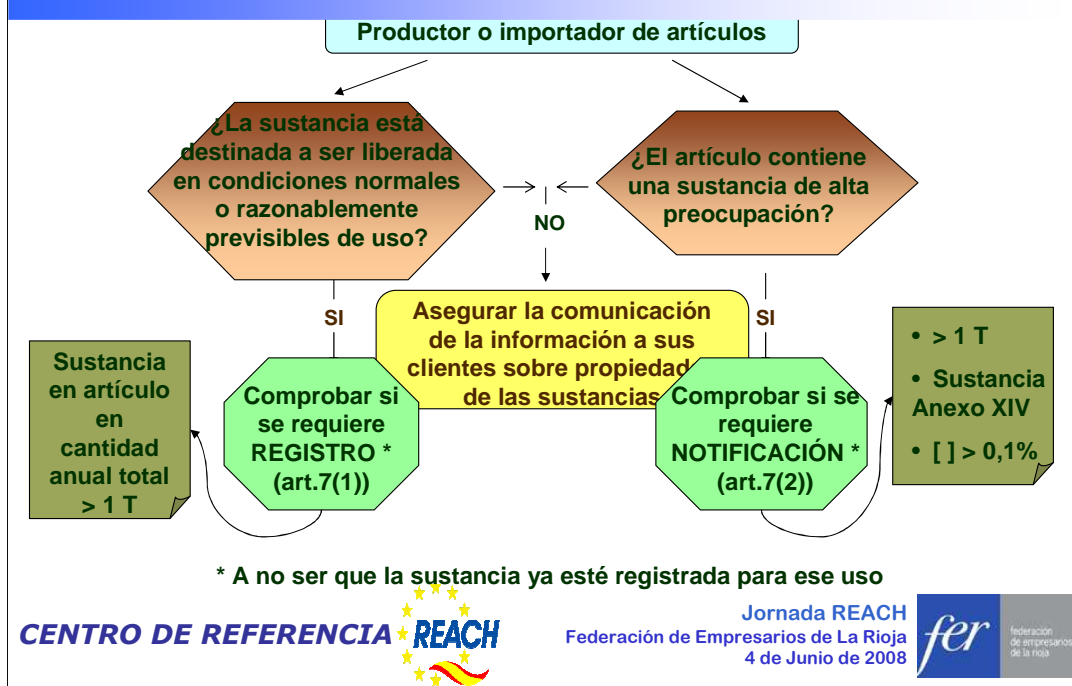 Productor o importador de artículos
¿La sustancia está
destinada a ser liberada
en condiciones normales
o razonablemente
previsibles de uso?
¿El artículo contiene
una sustancia de alta
preocupación?
NO
SI
SI
Asegurar la comunicación
de la información a sus
clientes sobre propiedad
de las sustancias
Sustancia
en artículo
en
cantidad
anual total
> 1 T
Comprobar si
se requiere
REGISTRO *
(art.7(1))
Comprobar si se
requiere
NOTIFICACIÓN *
(art.7(2))
• > 1 T
• Sustancia
Anexo XIV
• [ ] > 0,1%
* A no ser que la sustancia ya esté registrada para ese uso
CENTRO DE REFERENCIA REACH
Jornada REACH
Federación de Empresarios de La Rioja
4 de Junio de 2008
fer
federación
de empresarios
de la rioja